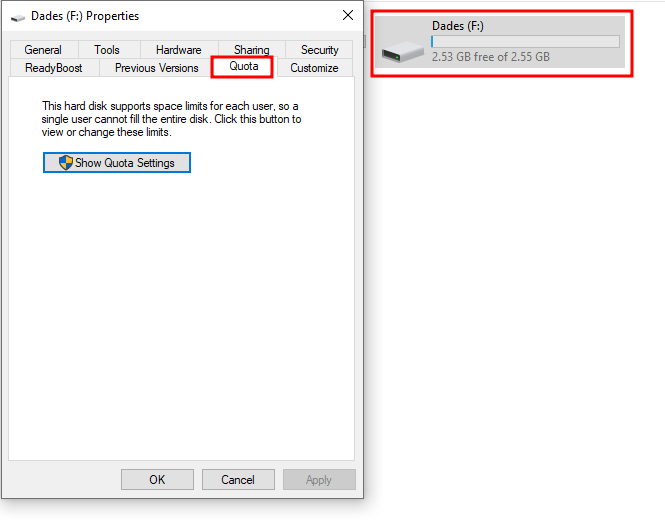 Dades (F:) Properties
General Tools Hardware Sharing Security
ReadyBoost Previous Versions Quota Customize
This hard disk supports space limits for each user, so a
single user cannot fill the entire disk. Click this button to
view or change these limits.
Show Quota Settings
OK Cancel Apply
Dades (F:)
2.53 GB free of 2.55 GB